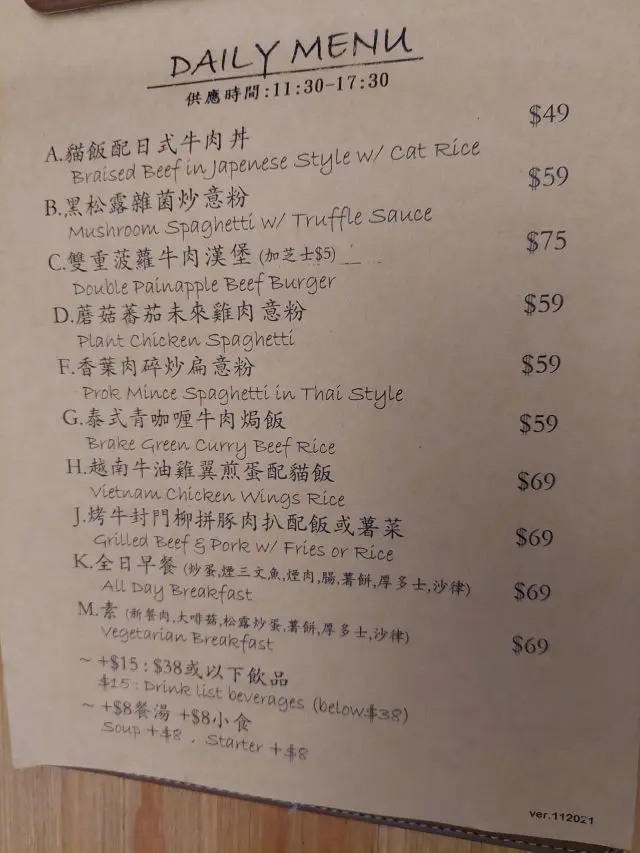 DAILY MENU
供應時間:11:30-17:30
A.貓飯配日式牛肉丼 $49
Braised Beef in Japenese Style w/ Cat Rice
B.黑松露雜菌炒意粉 $59
Mushroom Spaghetti w/ Truffle Sauce
C.雙重菠蘿牛肉漢堡 (加芝士$5) $75
Double Painapple Beef Burger
D.蘑菇蕃茄未來雞肉意粉 $59
Plant Chicken Spaghetti
F.香葉肉碎炒扁意粉 $59
Prok Mince Spaghetti in Thai Style
G.泰式青咖喱牛肉焗飯 $59
Brake Green Curry Beef Rice
H.越南牛油雞翼煎蛋配貓飯 $69
Vietnam Chicken Wings Rice
J.烤牛封門柳拼豚肉扒配飯或薯菜 $69
Grilled Beef & Pork w/ Fries or Rice
K.全日早餐 (炒蛋,煙三文魚,煙肉,腸,薯餅,厚多士,沙律) $69
All Day Breakfast
M.素 (新餐肉,大啡菇,松露炒蛋,薯餅,厚多士,沙律) $69
Vegetarian Breakfast
~ +$15:$38或以下飲品
$15:Drink list beverages (below$38)
~ +$8餐湯 +$8小食
Soup +$8 . Starter +$8
ver.112021